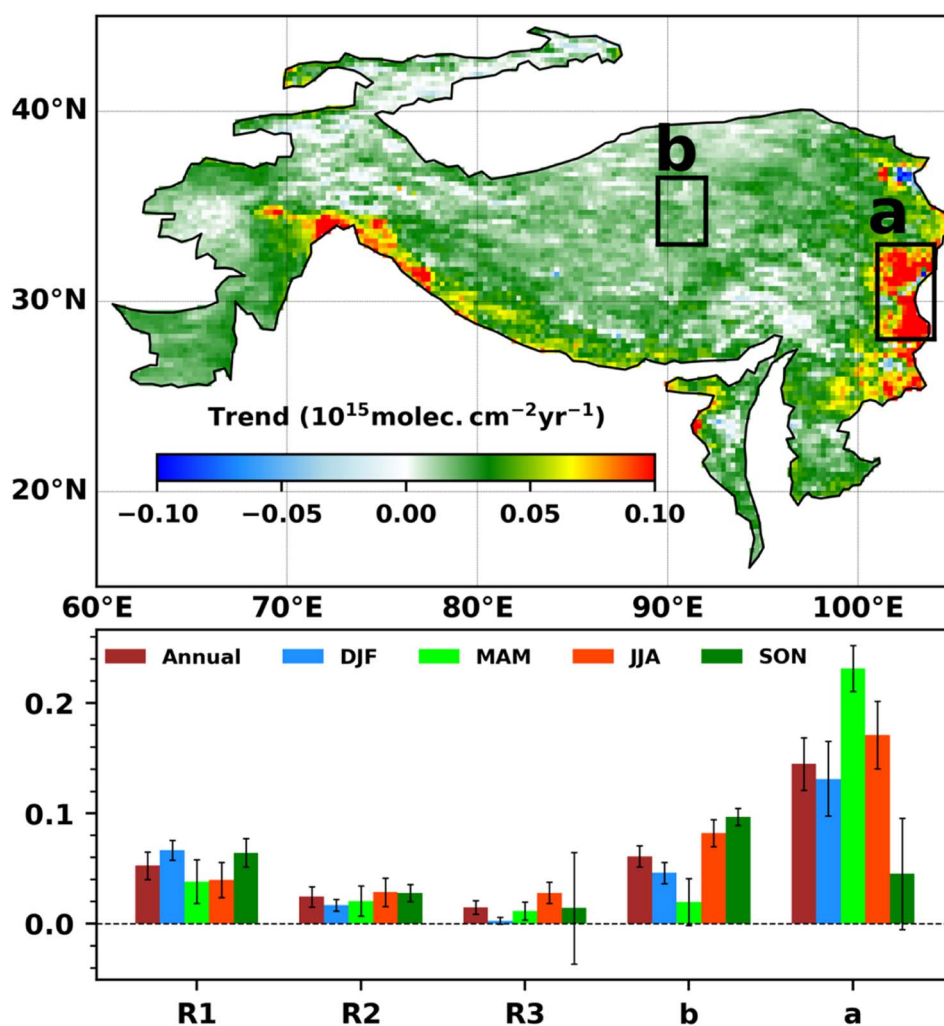 40°N
30°N
20°N
b
a
Trend (10¹⁵molec. cm⁻²yr⁻¹)
−0.10 −0.05 0.00 0.05 0.10
60°E 70°E 80°E 90°E 100°E
Annual DJF MAM JJA SON
0.2
0.1
0.0
R1 R2 R3 b a